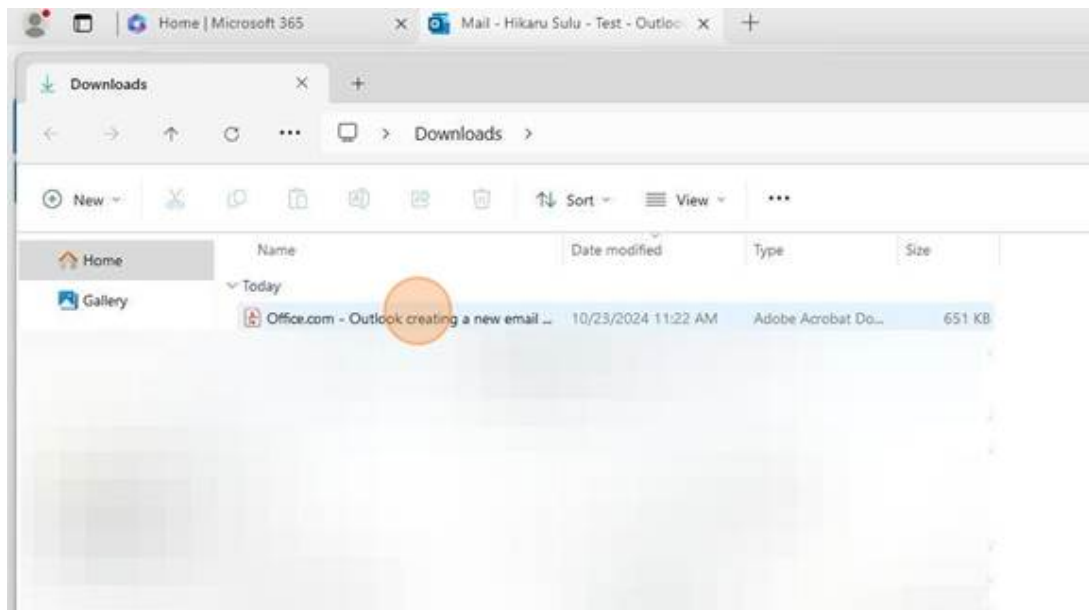 Home | Microsoft 365 Mail - Hikaru Sulu - Test - Outloo
Downloads
Downloads
New Sort View
Name Date modified Type Size
Home
Today
Gallery
Office.com - Outlook creating a new email ... 10/23/2024 11:22 AM Adobe Acrobat Do... 651 KB